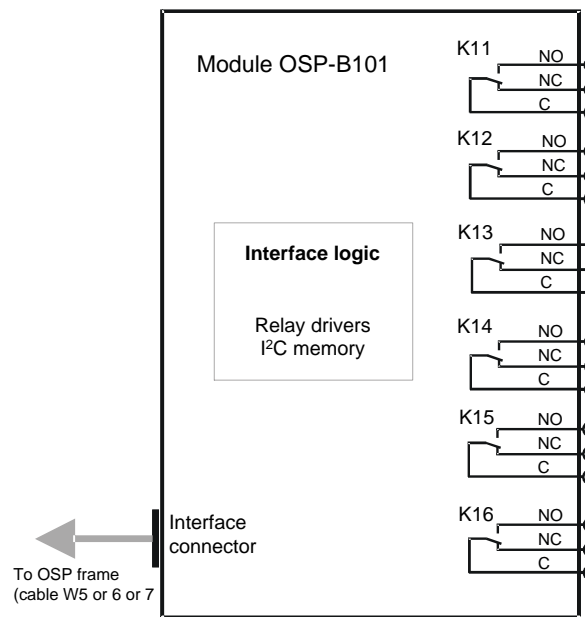 Module OSP-B101
K11
NO
NC
C
K12
NO
NC
C
K13
NO
NC
C
Interface logic
Relay drivers
I²C memory
K14
NO
NC
C
K15
NO
NC
C
K16
NO
NC
C
Interface
connector
To OSP frame
(cable W5 or 6 or 7